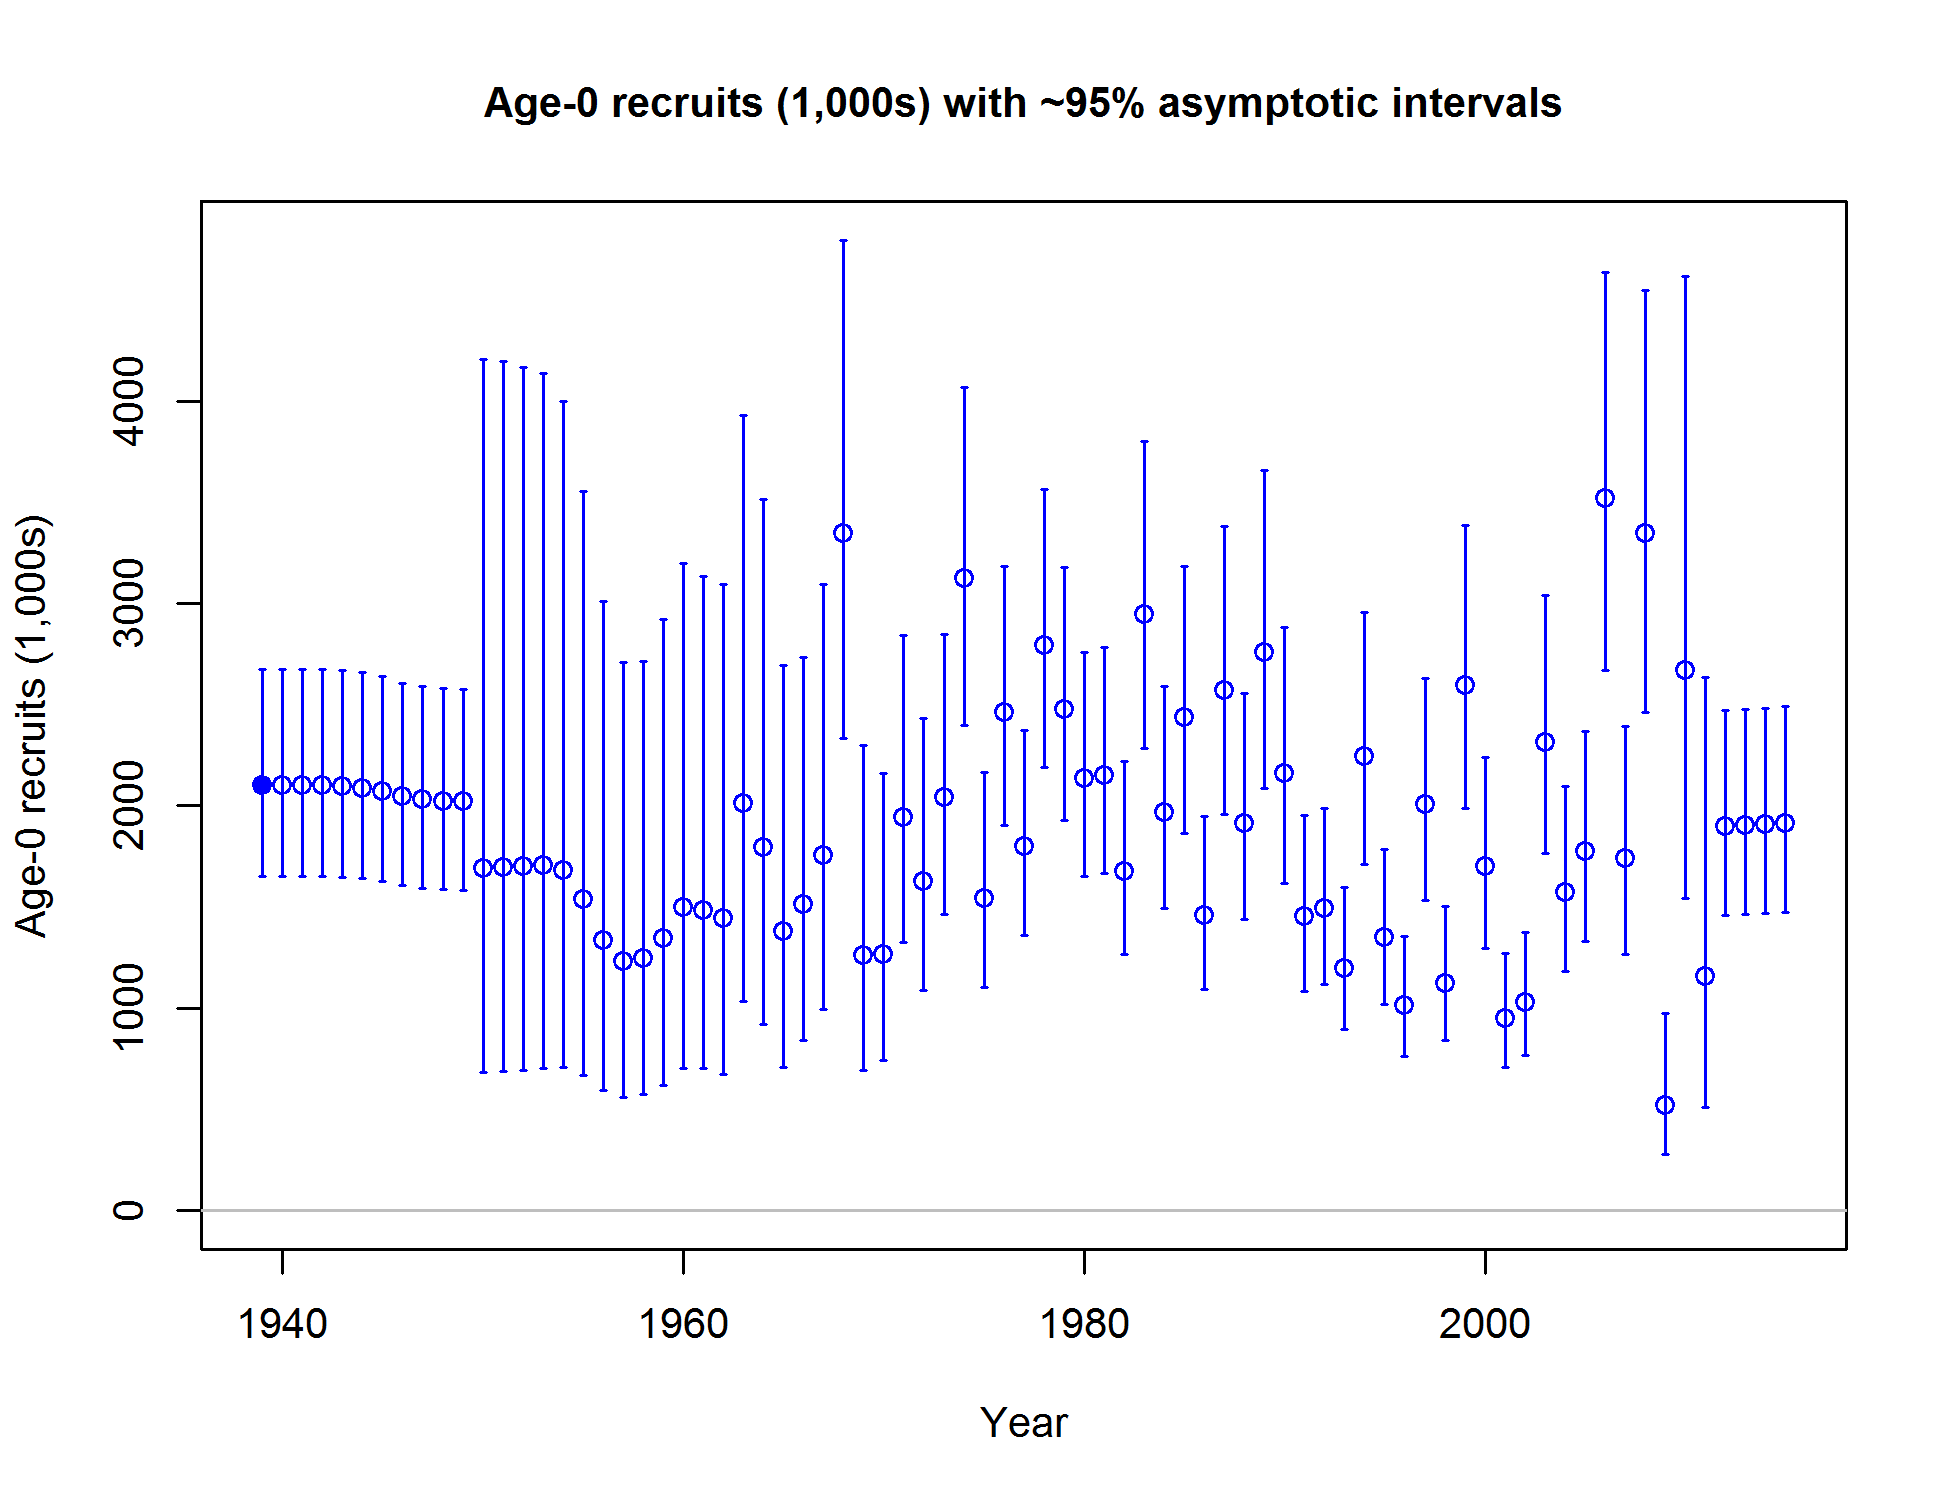 Age-0 recruits (1,000s) with ~95% asymptotic intervals
Age-0 recruits (1,000s)
4000
3000
2000
1000
0
1940 1960 1980 2000
Year